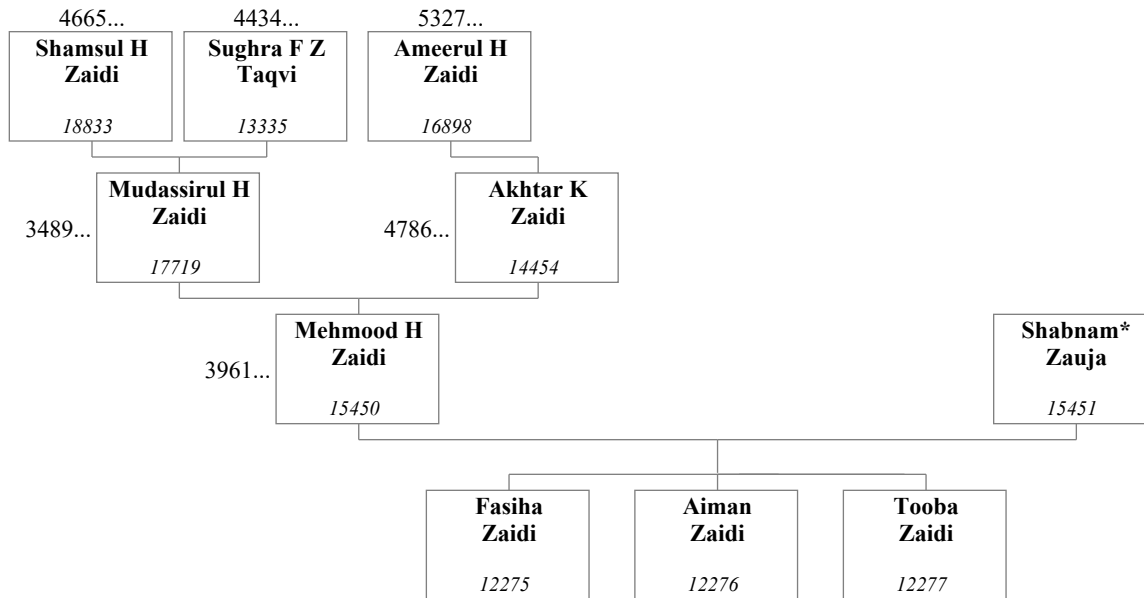 4665...
4434...
5327...
Shamsul H
Zaidi
18833
Sughra F Z
Taqvi
13335
Ameerul H
Zaidi
16898
3489...
Mudassirul H
Zaidi
17719
4786...
Akhtar K
Zaidi
14454
3961...
Mehmood H
Zaidi
15450
Shabnam*
Zauja
15451
Fasiha
Zaidi
12275
Aiman
Zaidi
12276
Tooba
Zaidi
12277